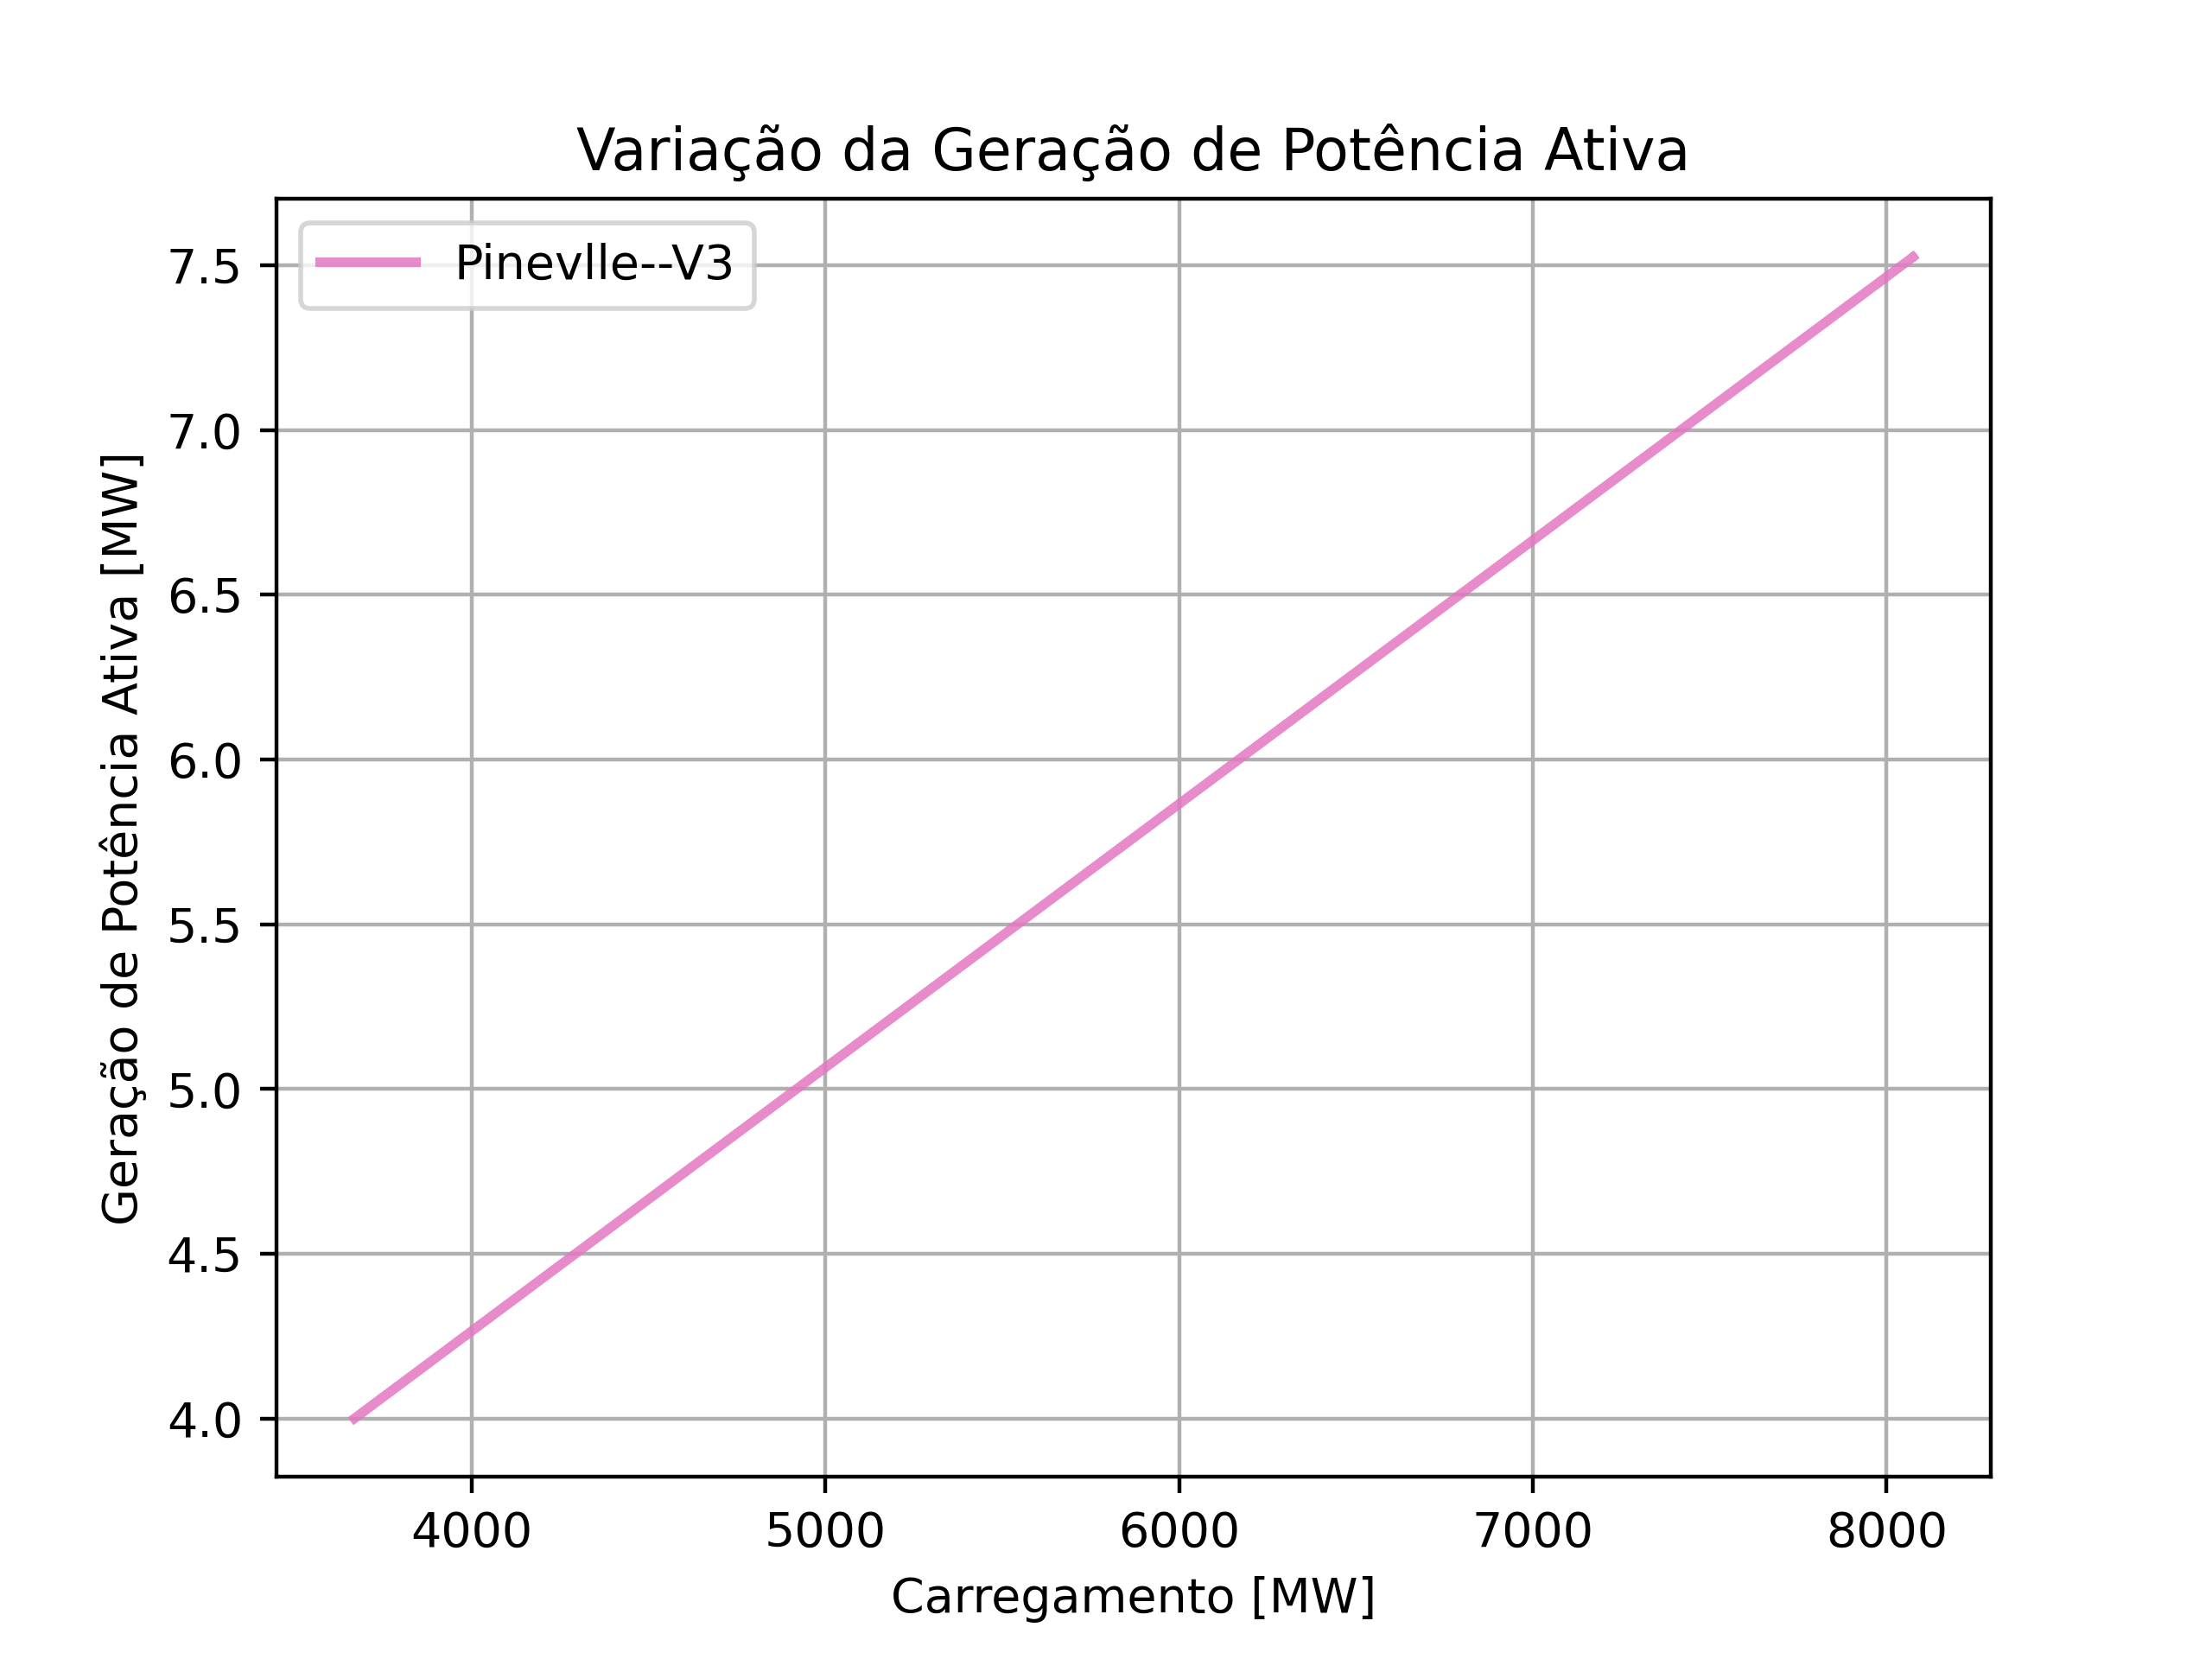 Variação da Geração de Potência Ativa
Pinevlle--V3
Geração de Potência Ativa [MW]
7.5
7.0
6.5
6.0
5.5
5.0
4.5
4.0
4000 5000 6000 7000 8000
Carregamento [MW]